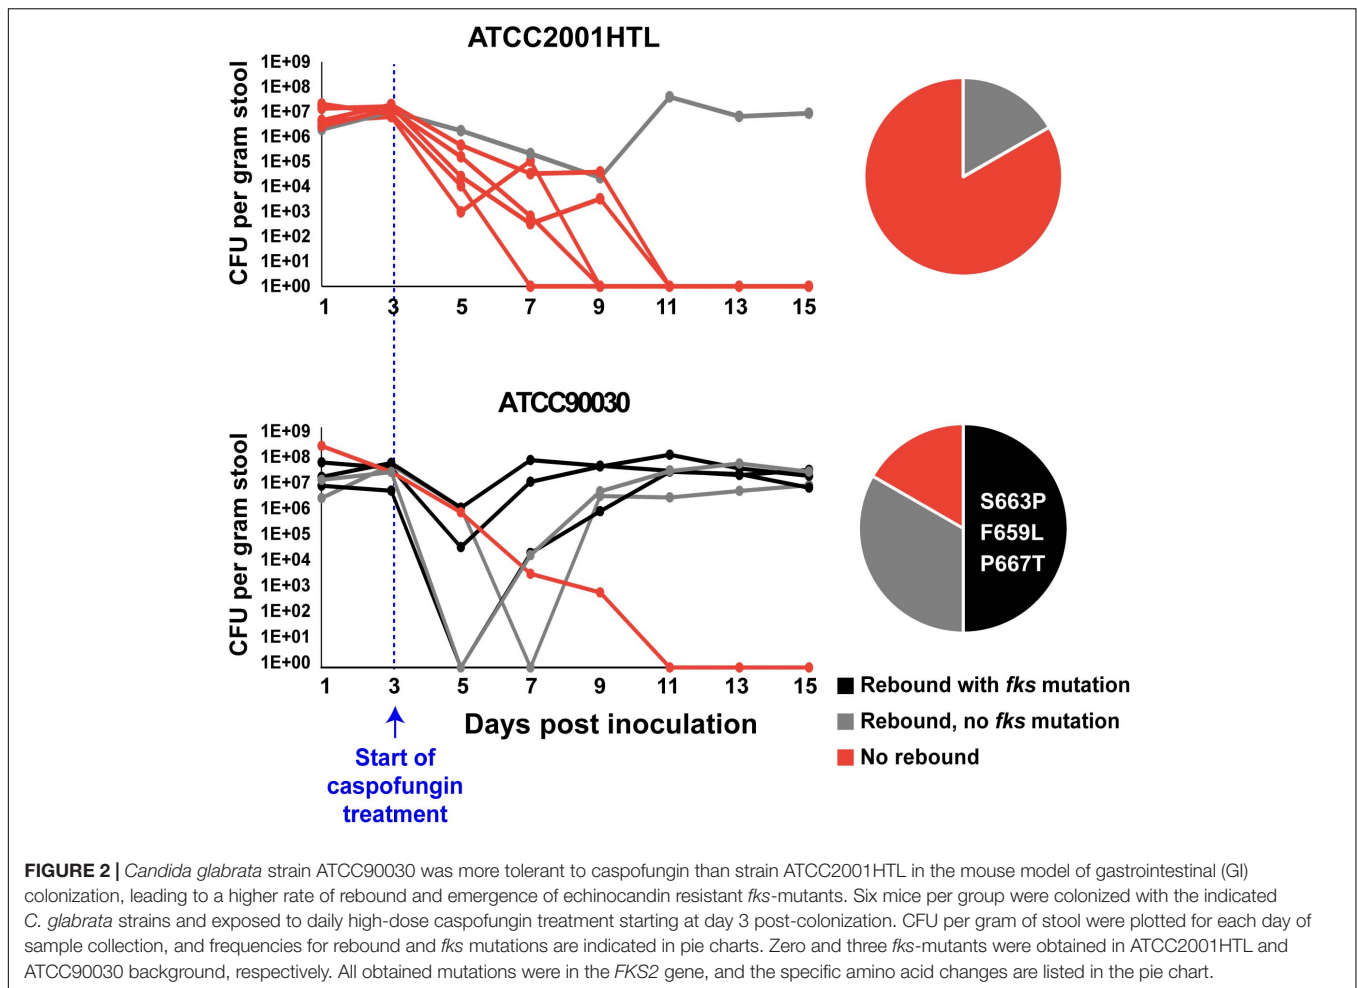 ATCC2001HTL
CFU per gram stool
1E+09
1E+08
1E+07
1E+06
1E+05
1E+04
1E+03
1E+02
1E+01
1E+00
1 3 5 7 9 11 13 15
ATCC90030
CFU per gram stool
1E+09
1E+08
1E+07
1E+06
1E+05
1E+04
1E+03
1E+02
1E+01
1E+00
1 3 5 7 9 11 13 15
Days post inoculation
Start of
caspofungin
treatment
S663P
F659L
P667T
Rebound with fks mutation
Rebound, no fks mutation
No rebound
FIGURE 2 | Candida glabrata strain ATCC90030 was more tolerant to caspofungin than strain ATCC2001HTL in the mouse model of gastrointestinal (GI)
colonization, leading to a higher rate of rebound and emergence of echinocandin resistant fks-mutants. Six mice per group were colonized with the indicated
C. glabrata strains and exposed to daily high-dose caspofungin treatment starting at day 3 post-colonization. CFU per gram of stool were plotted for each day of
sample collection, and frequencies for rebound and fks mutations are indicated in pie charts. Zero and three fks-mutants were obtained in ATCC2001HTL and
ATCC90030 background, respectively. All obtained mutations were in the FKS2 gene, and the specific amino acid changes are listed in the pie chart.